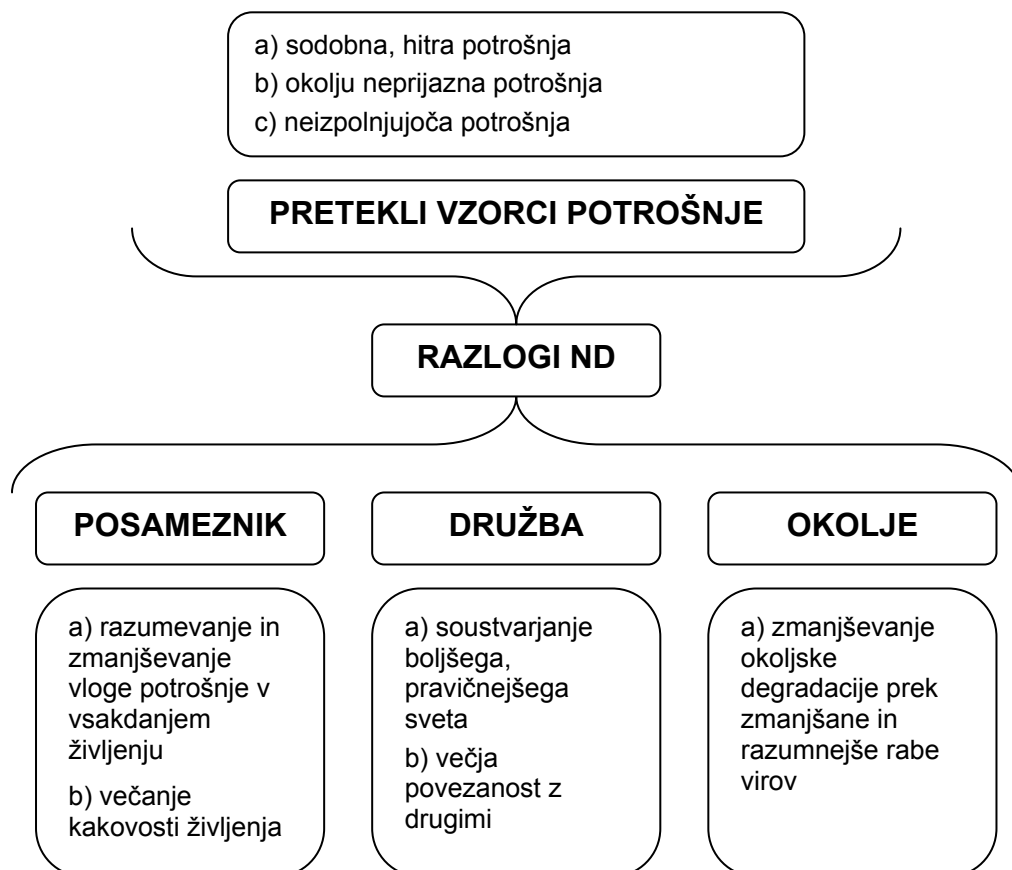 a) sodobna, hitra potrošnja
b) okolju neprijazna potrošnja
c) neizpolnjujoča potrošnja
PRETEKLI VZORCI POTROŠNJE
RAZLOGI ND
POSAMEZNIK
a) razumevanje in
zmanjševanje
vloge potrošnje v
vsakdanjem
življenju
b) večanje
kakovosti življenja
DRUŽBA
a) soustvarjanje
boljšega,
pravičnejšega
sveta
b) večja
povezanost z
drugimi
OKOLJE
a) zmanjševanje
okoljske
degradacije prek
zmanjšane in
razumnejše rabe
virov